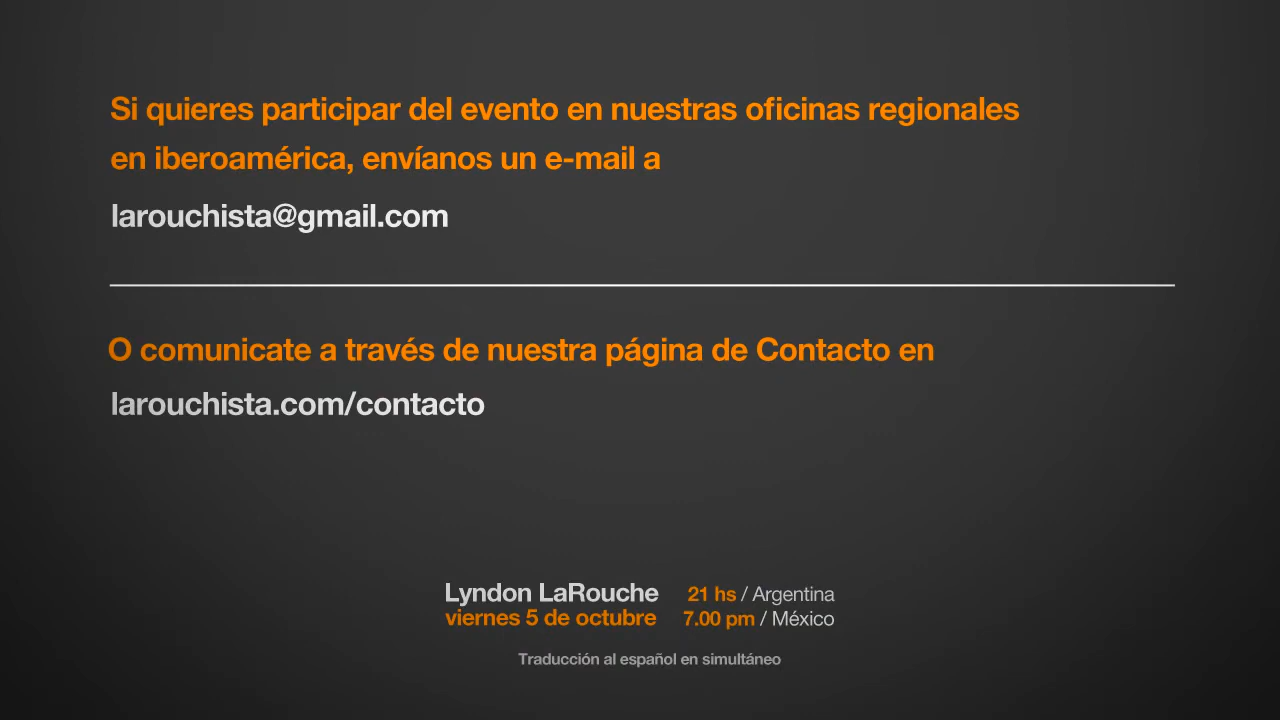 Si quieres participar del evento en nuestras oficinas regionales
en iberoamérica, envíanos un e-mail a
larouchista@gmail.com
O comunicate a través de nuestra página de Contacto en
larouchista.com/contacto
Lyndon LaRouche 21 hs / Argentina
viernes 5 de octubre 7.00 pm / México
Traducción al español en simultáneo